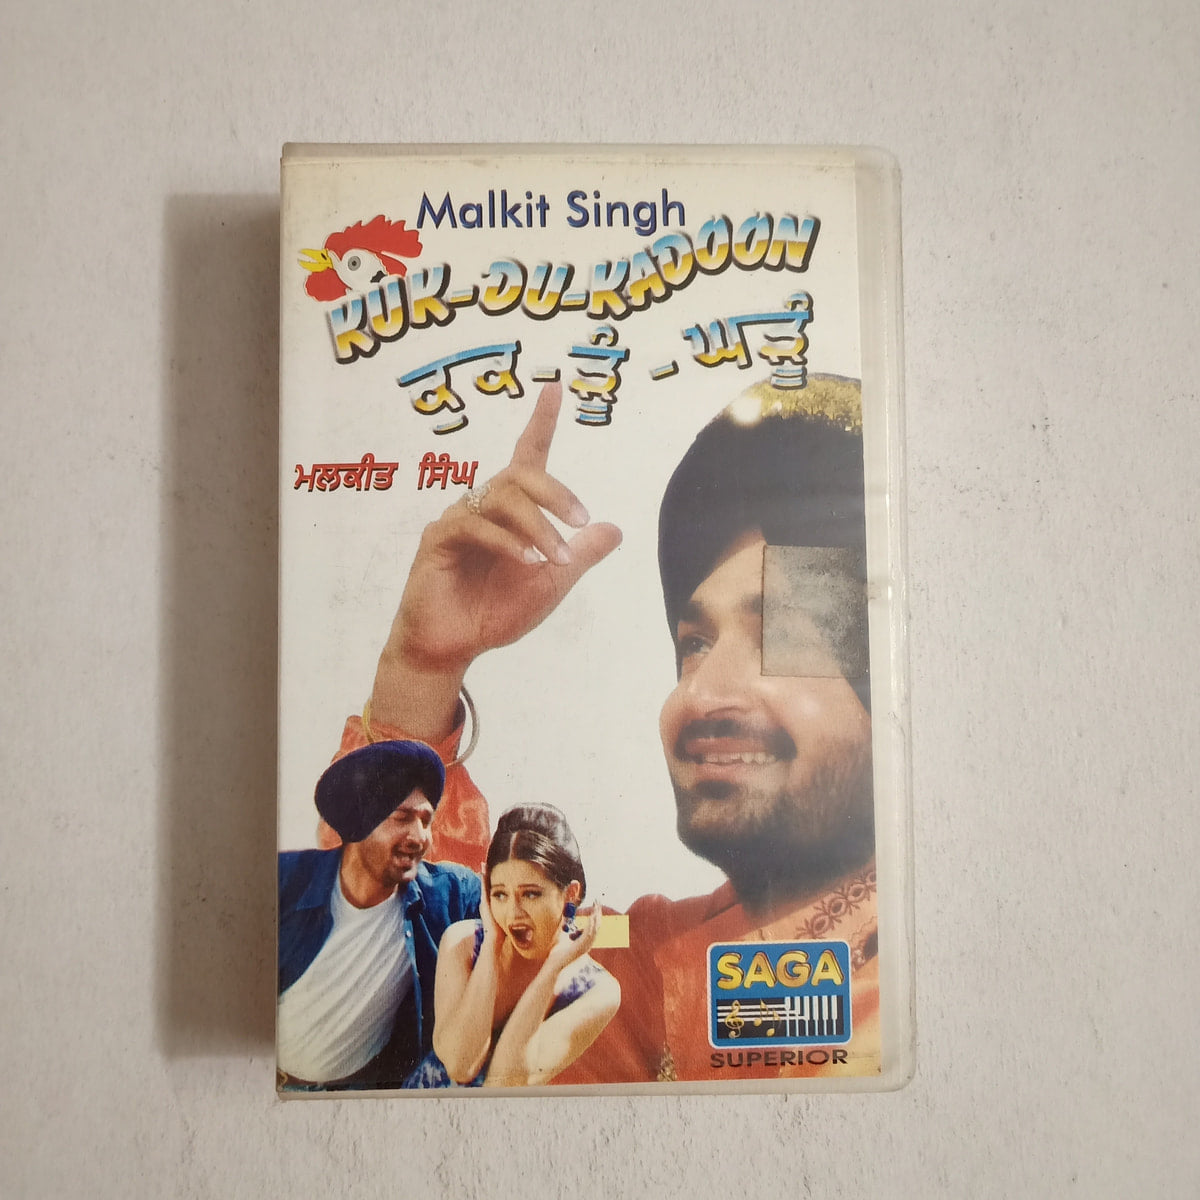 Malkit Singh
KUK-DU-KADOON
ਕੁਕ-ੜੂੰ-ਘੜੂੰ
ਮਲਕੀਤ ਸਿੰਘ
SAGA
SUPERIOR